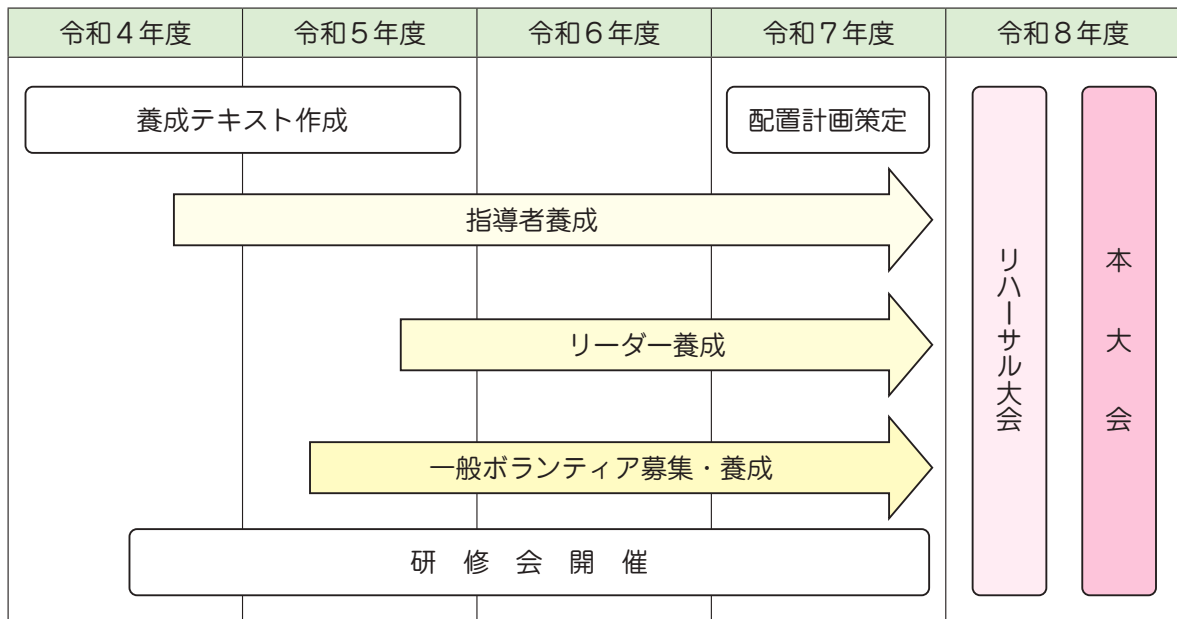 令和４年度 令和５年度 令和６年度 令和７年度 令和８年度
養成テキスト作成
配置計画策定
指導者養成
リーダー養成
一般ボランティア募集・養成
研修会開催
リハーサル大会
本大会